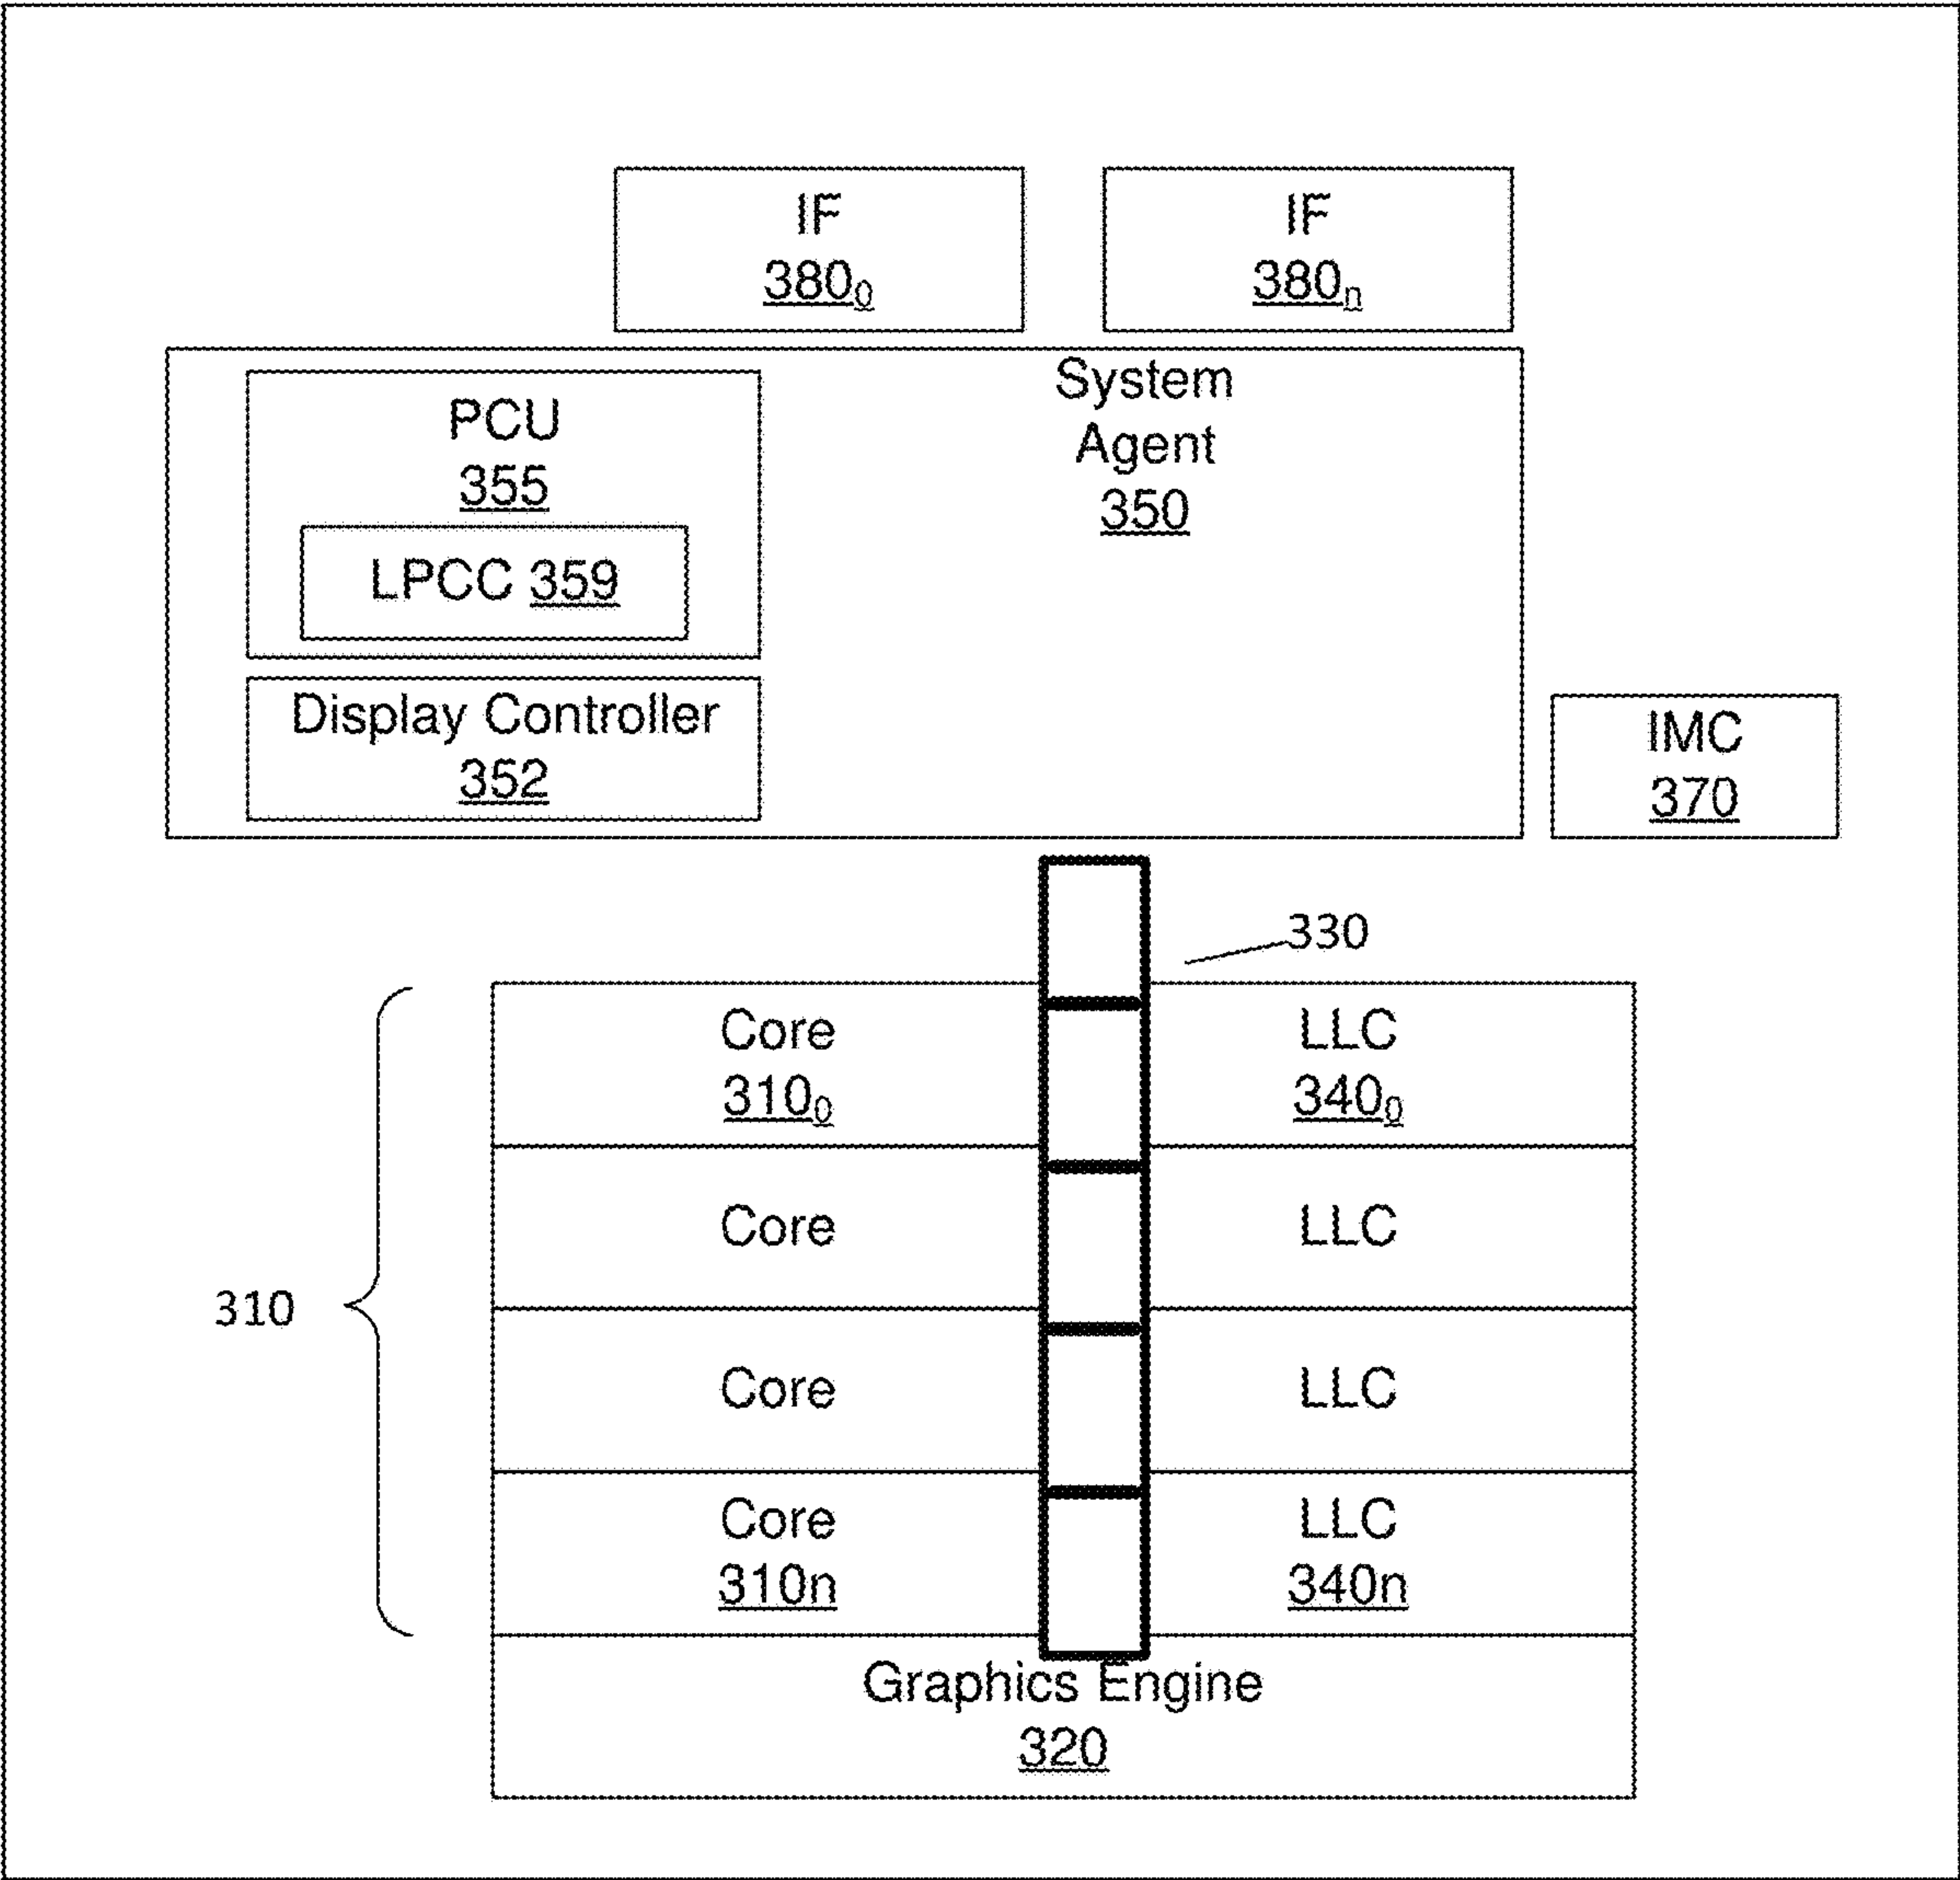 IF
380₀
IF
380ₙ
System
Agent
350
PCU
355
LPCC 359
Display Controller
352
IMC
370
330
310
Core
310₀
LLC
340₀
Core
LLC
Core
LLC
Core
310n
LLC
340n
Graphics Engine
320